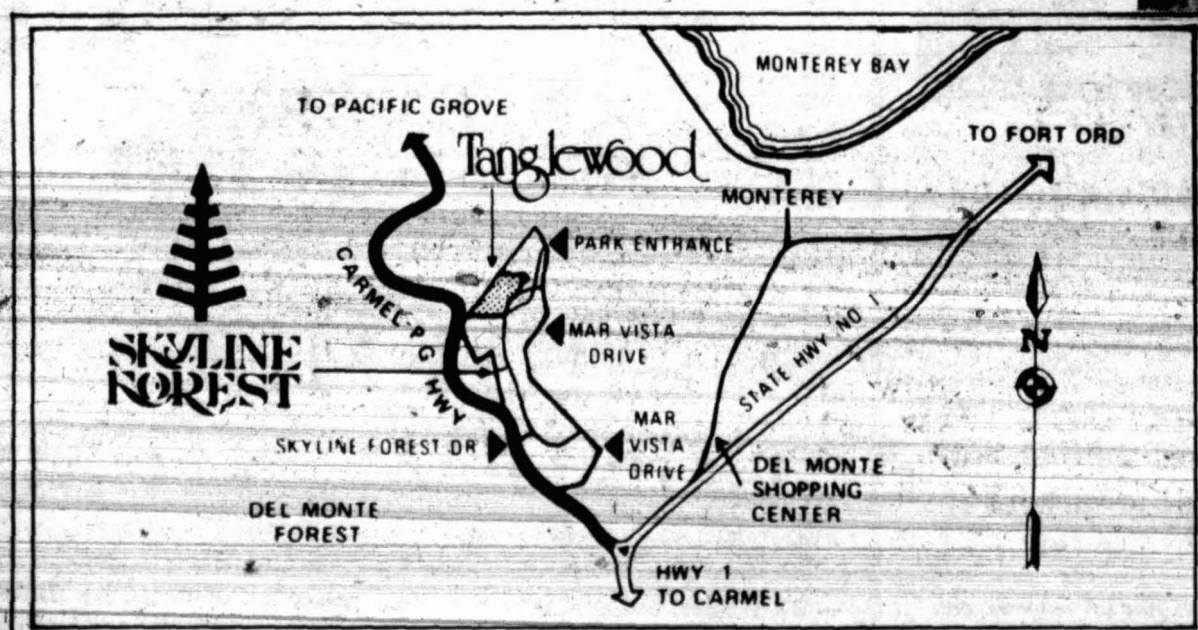 MONTEREY BAY
TO PACIFIC GROVE
TO FORT ORD
Tanglewood
MONTEREY
PARK ENTRANCE
CARMEL-PG HWY
MAR VISTA
DRIVE
STATE HWY NO 1
N
SKYLINE
FOREST
SKYLINE FOREST DR
MAR
VISTA
DRIVE
DEL MONTE
SHOPPING
CENTER
DEL MONTE
FOREST
HWY 1
TO CARMEL